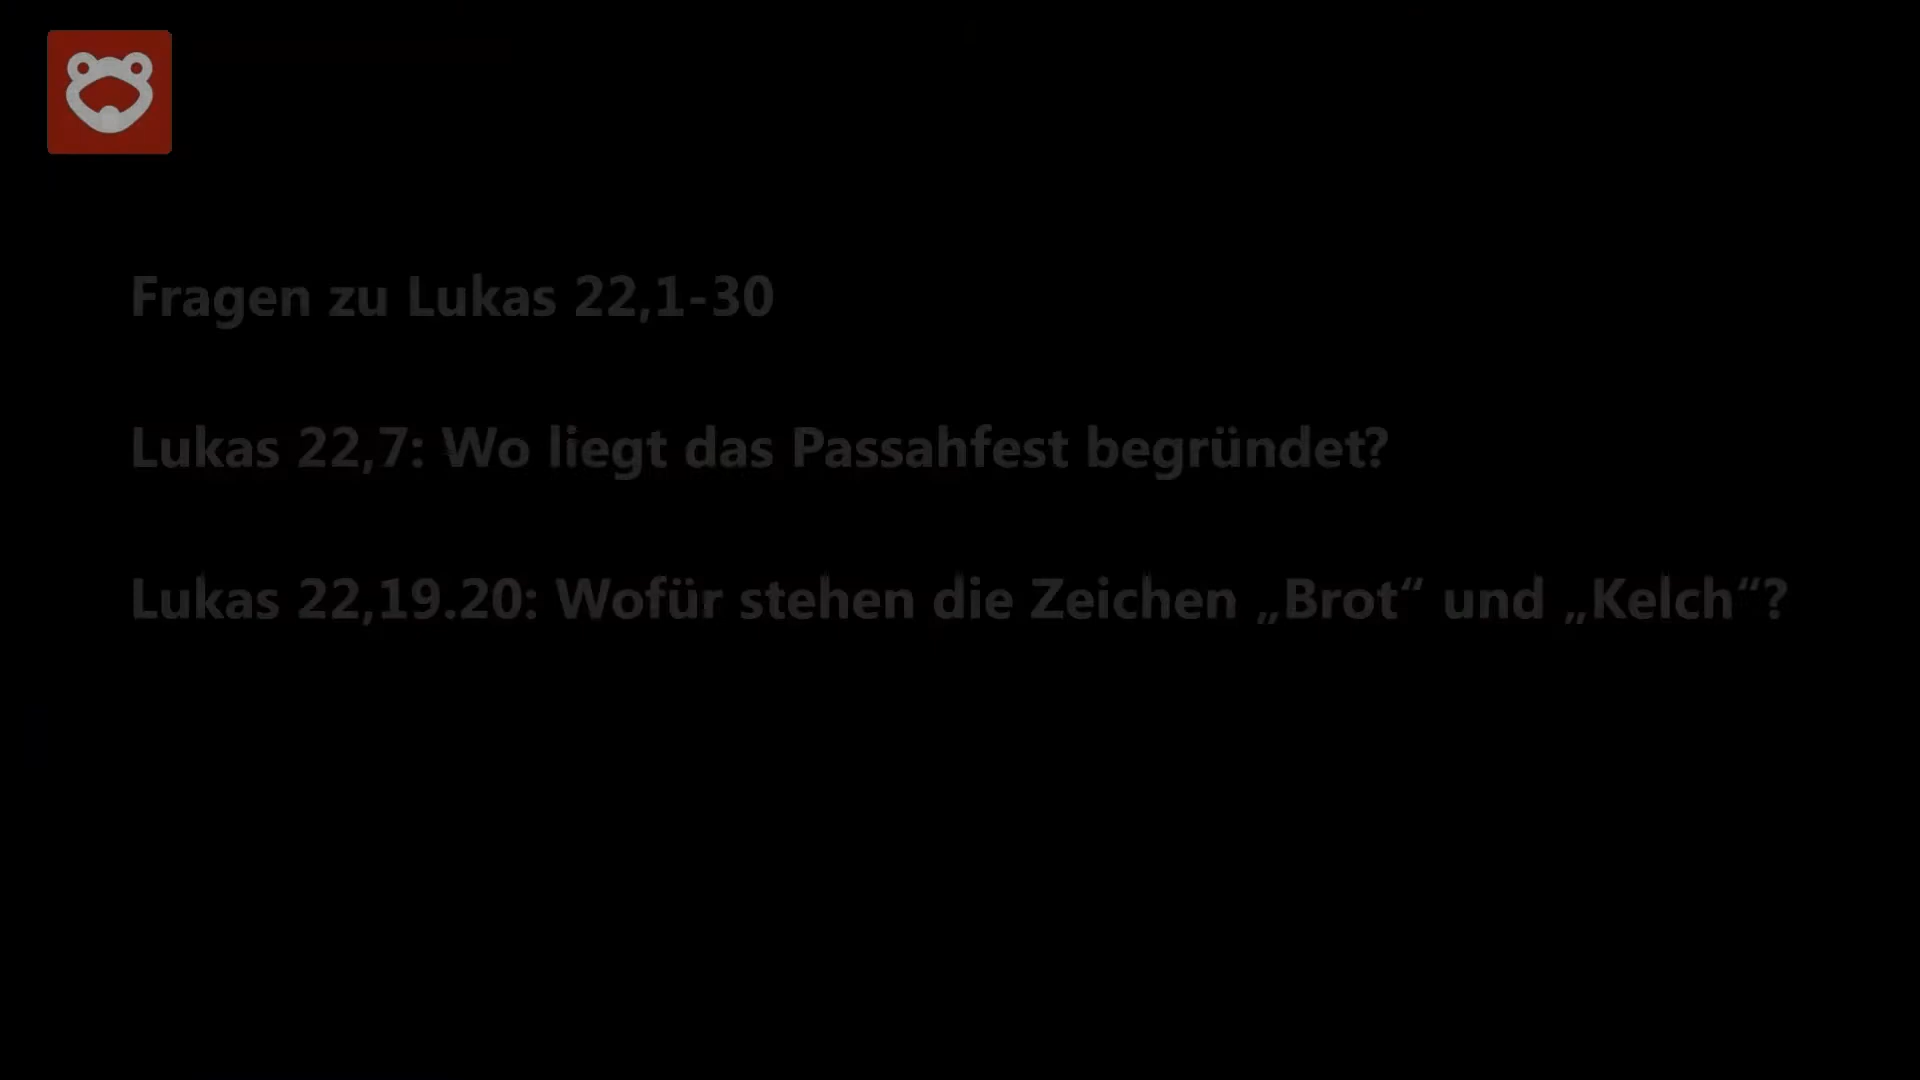 Fragen zu Lukas 22,1-30
Lukas 22,7: Wo liegt das Passahfest begründet?
Lukas 22,19.20: Wofür stehen die Zeichen „Brot“ und „Kelch“?